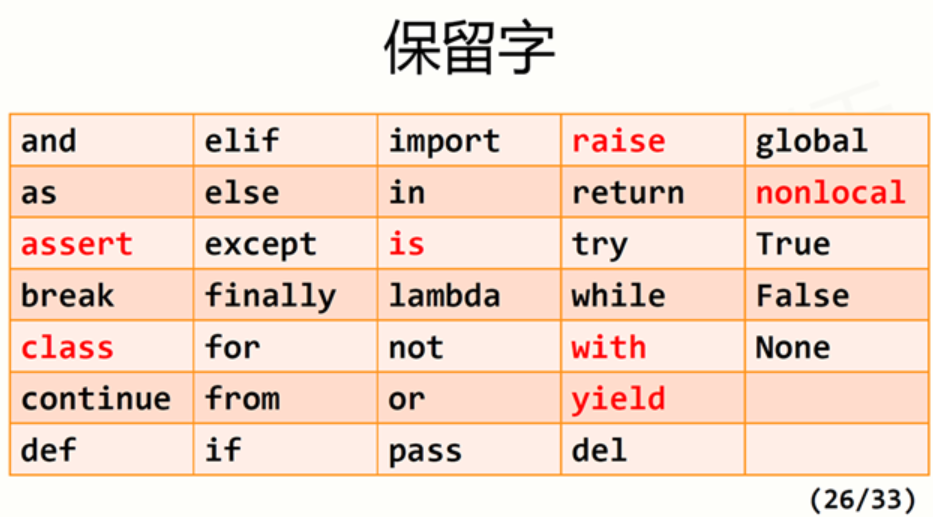 保留字
and elif import raise global
as else in return nonlocal
assert except is try True
break finally lambda while False
class for not with None
continue from or yield
def if pass del
(26/33)